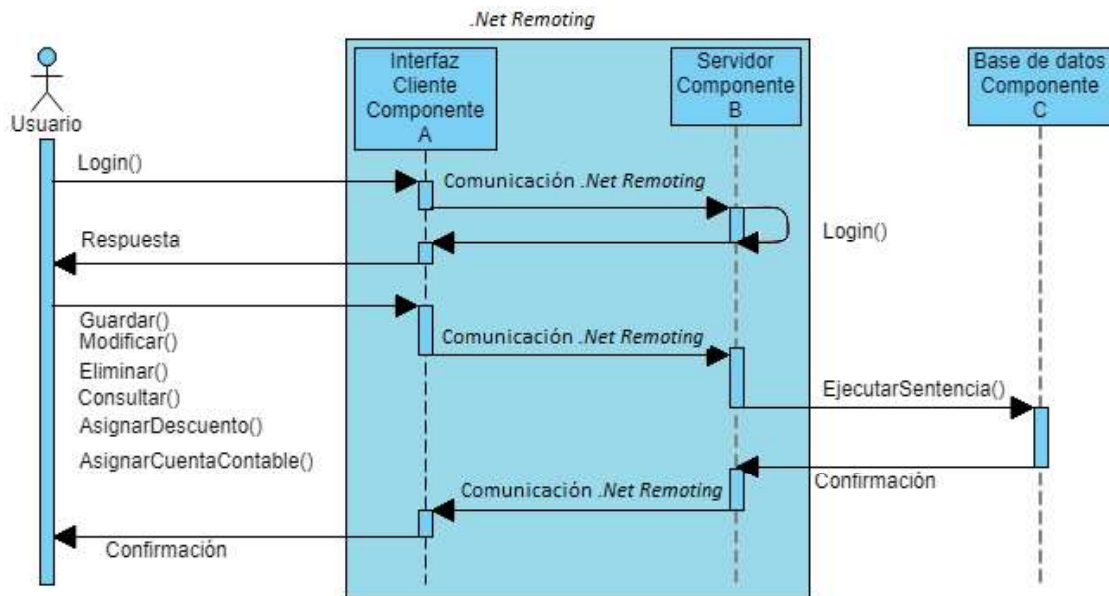 .Net Remoting
Interfaz
Cliente
Componente
A
Servidor
Componente
B
Base de datos
Componente
C
Usuario
Login()
Comunicación .Net Remoting
Login()
Respuesta
Guardar()
Modificar()
Eliminar()
Consultar()
AsignarDescuento()
AsignarCuentaContable()
Comunicación .Net Remoting
EjecutarSentencia()
Confirmación
Comunicación .Net Remoting
Confirmación